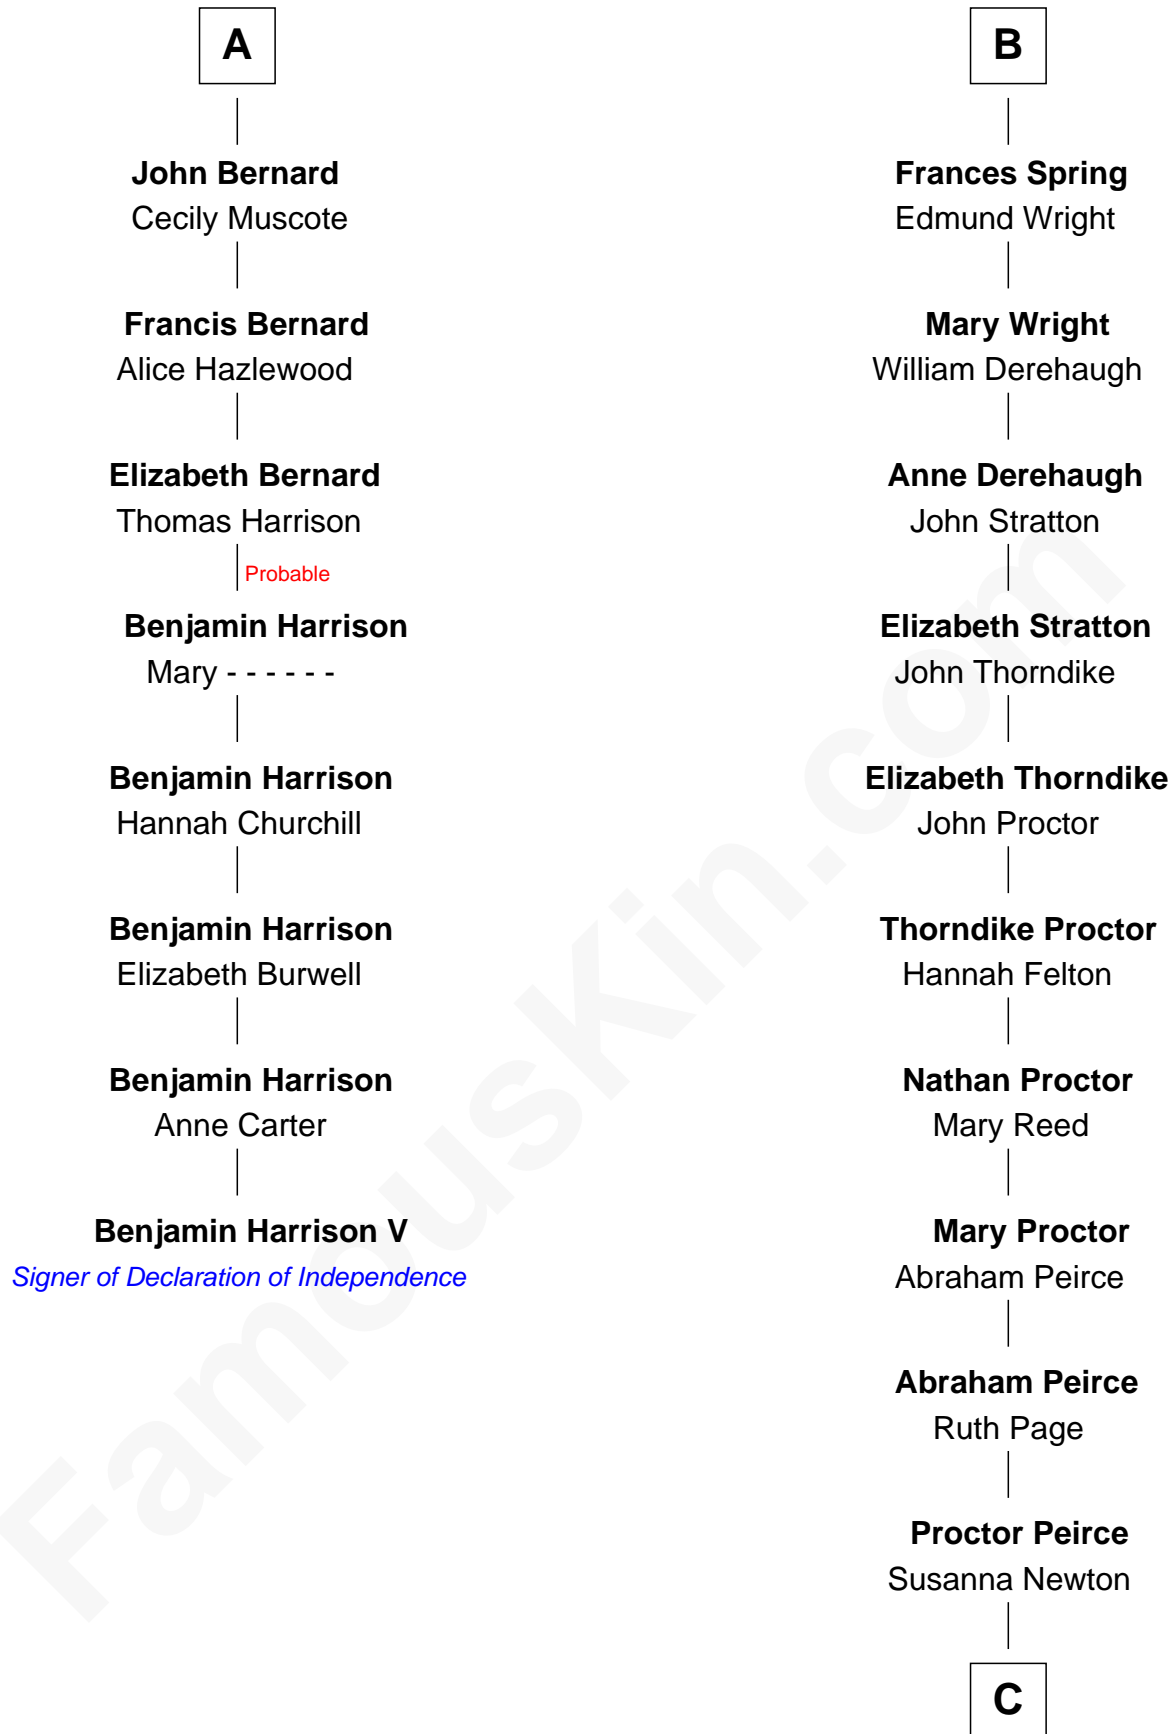 A
John Bernard
Cecily Muscote
Francis Bernard
Alice Hazlewood
Elizabeth Bernard
Thomas Harrison
Probable
Benjamin Harrison
Mary - - - - - -
Benjamin Harrison
Hannah Churchill
Benjamin Harrison
Elizabeth Burwell
Benjamin Harrison
Anne Carter
Benjamin Harrison V
Signer of Declaration of Independence
B
Frances Spring
Edmund Wright
Mary Wright
William Derehaugh
Anne Derehaugh
John Stratton
Elizabeth Stratton
John Thorndike
Elizabeth Thorndike
John Proctor
Thorndike Proctor
Hannah Felton
Nathan Proctor
Mary Reed
Mary Proctor
Abraham Peirce
Abraham Peirce
Ruth Page
Proctor Peirce
Susanna Newton
C
FamousKin.com